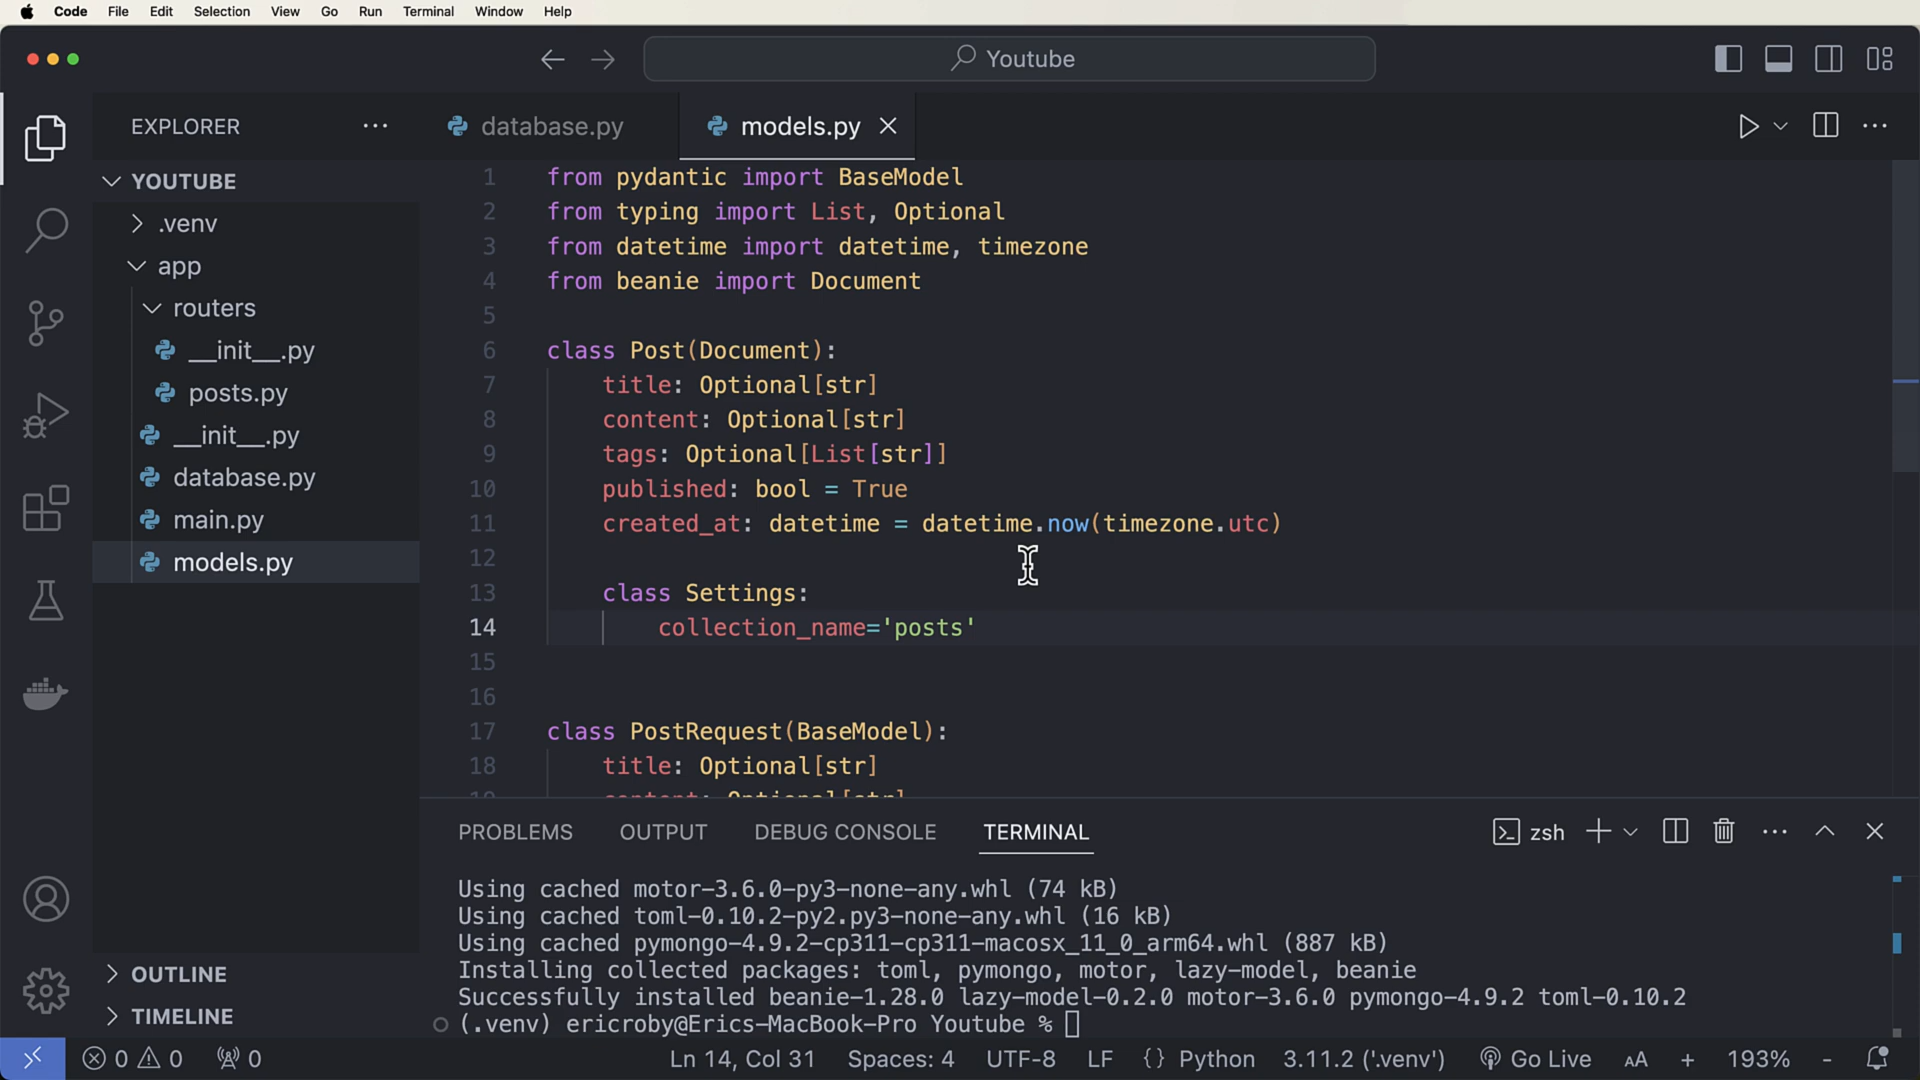 Code File Edit Selection View Go Run Terminal Window Help
Youtube
EXPLORER
database.py
models.py
YOUTUBE
.venv
app
routers
__init__.py
posts.py
__init__.py
database.py
main.py
models.py
OUTLINE
TIMELINE
1 from pydantic import BaseModel
2 from typing import List, Optional
3 from datetime import datetime, timezone
4 from beanie import Document
5
6 class Post(Document):
7 title: Optional[str]
8 content: Optional[str]
9 tags: Optional[List[str]]
10 published: bool = True
11 created_at: datetime = datetime.now(timezone.utc)
12
13 class Settings:
14 collection_name='posts'
15
16
17 class PostRequest(BaseModel):
18 title: Optional[str]
19 content: Optional[str]
PROBLEMS OUTPUT DEBUG CONSOLE TERMINAL
zsh
Using cached motor-3.6.0-py3-none-any.whl (74 kB)
Using cached toml-0.10.2-py2.py3-none-any.whl (16 kB)
Using cached pymongo-4.9.2-cp311-cp311-macosx_11_0_arm64.whl (887 kB)
Installing collected packages: toml, pymongo, motor, lazy-model, beanie
Successfully installed beanie-1.28.0 lazy-model-0.2.0 motor-3.6.0 pymongo-4.9.2 toml-0.10.2
(.venv) ericroby@Erics-MacBook-Pro Youtube %
0 0 0 Ln 14, Col 31 Spaces: 4 UTF-8 LF {} Python 3.11.2 ('.venv') Go Live AA + 193% -